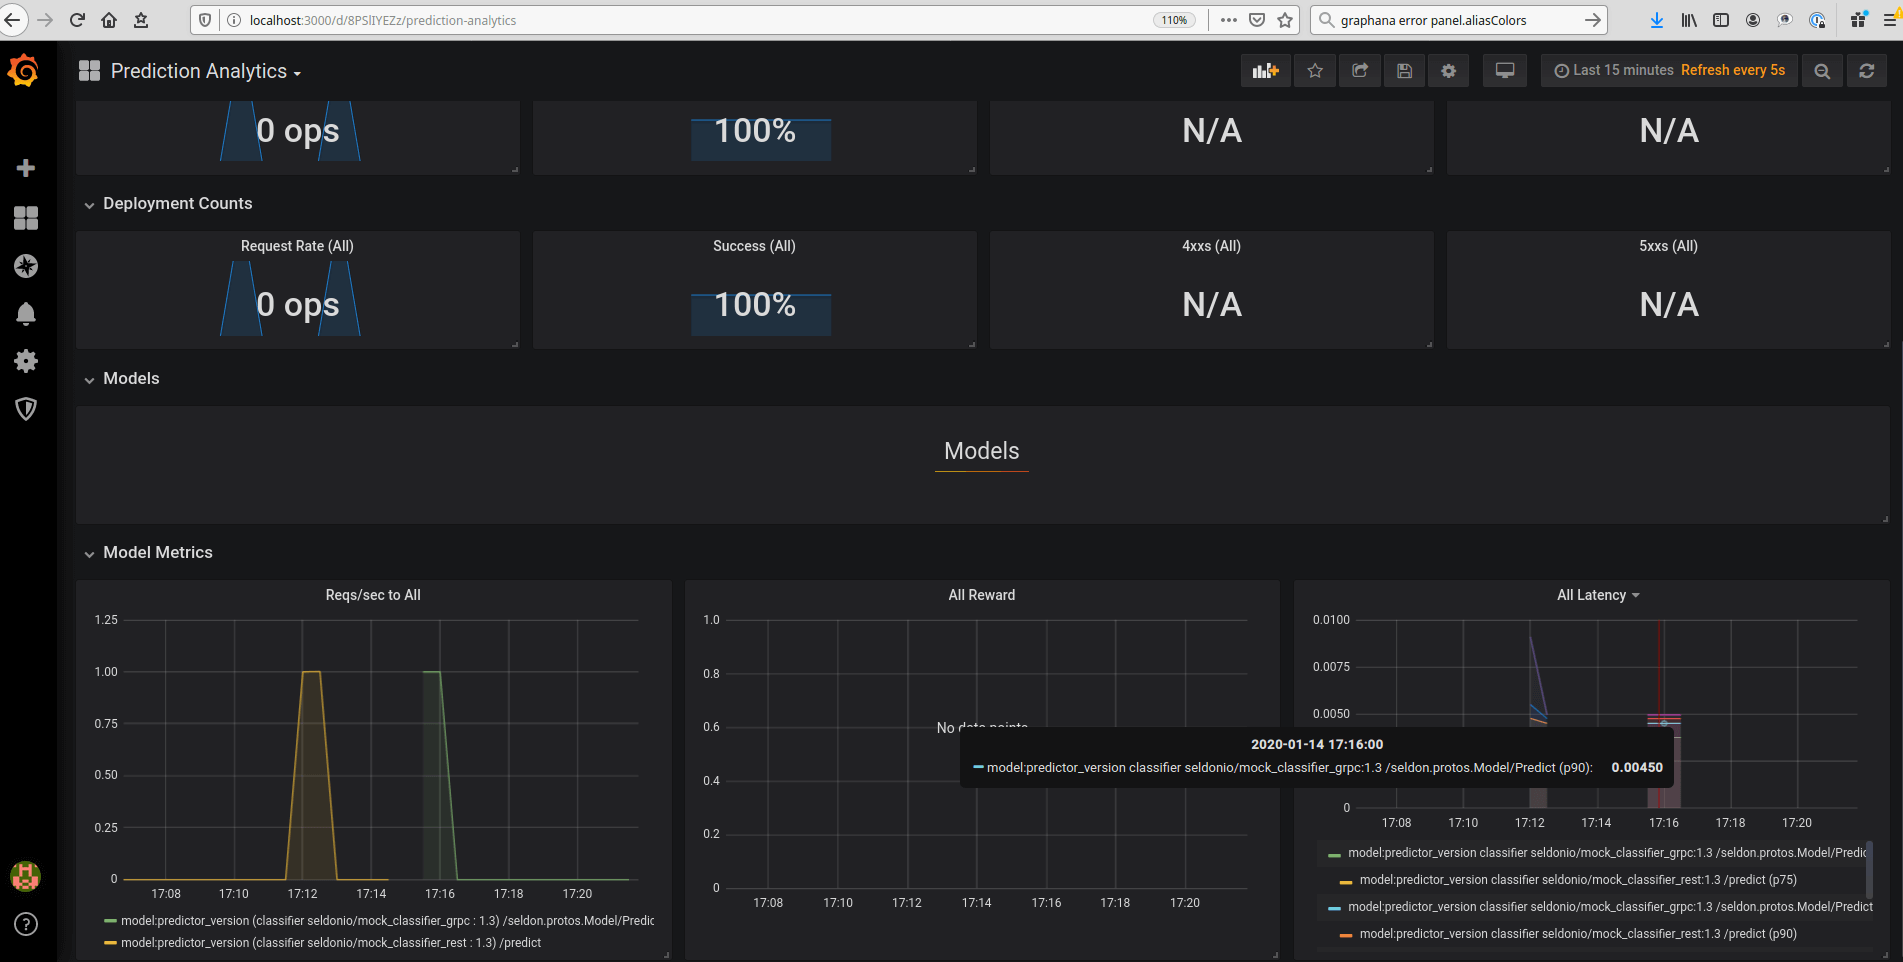 localhost:3000/d/8PSlIYEZz/prediction-analytics
110%
graphana error panel.aliasColors
Prediction Analytics
Last 15 minutes Refresh every 5s
0 ops
100%
N/A
N/A
Deployment Counts
Request Rate (All)
Success (All)
4xxs (All)
5xxs (All)
0 ops
100%
N/A
N/A
Models
Models
Model Metrics
Reqs/sec to All
1.25
1.00
0.75
0.50
0.25
0
17:08 17:10 17:12 17:14 17:16 17:18 17:20
model:predictor_version (classifier seldonio/mock_classifier_grpc : 1.3) /seldon.protos.Model/Predic
model:predictor_version (classifier seldonio/mock_classifier_rest : 1.3) /predict
All Reward
1.0
0.8
0.6
0.4
0.2
0
No data points
17:08 17:10 17:12 17:14 17:16 17:18 17:20
All Latency
0.0100
0.0075
0.0050
0
2020-01-14 17:16:00
model:predictor_version classifier seldonio/mock_classifier_grpc:1.3 /seldon.protos.Model/Predict (p90): 0.00450
17:08 17:10 17:12 17:14 17:16 17:18 17:20
model:predictor_version classifier seldonio/mock_classifier_grpc:1.3 /seldon.protos.Model/Predic
model:predictor_version classifier seldonio/mock_classifier_rest:1.3 /predict (p75)
model:predictor_version classifier seldonio/mock_classifier_grpc:1.3 /seldon.protos.Model/Predict
model:predictor_version classifier seldonio/mock_classifier_rest:1.3 /predict (p90)